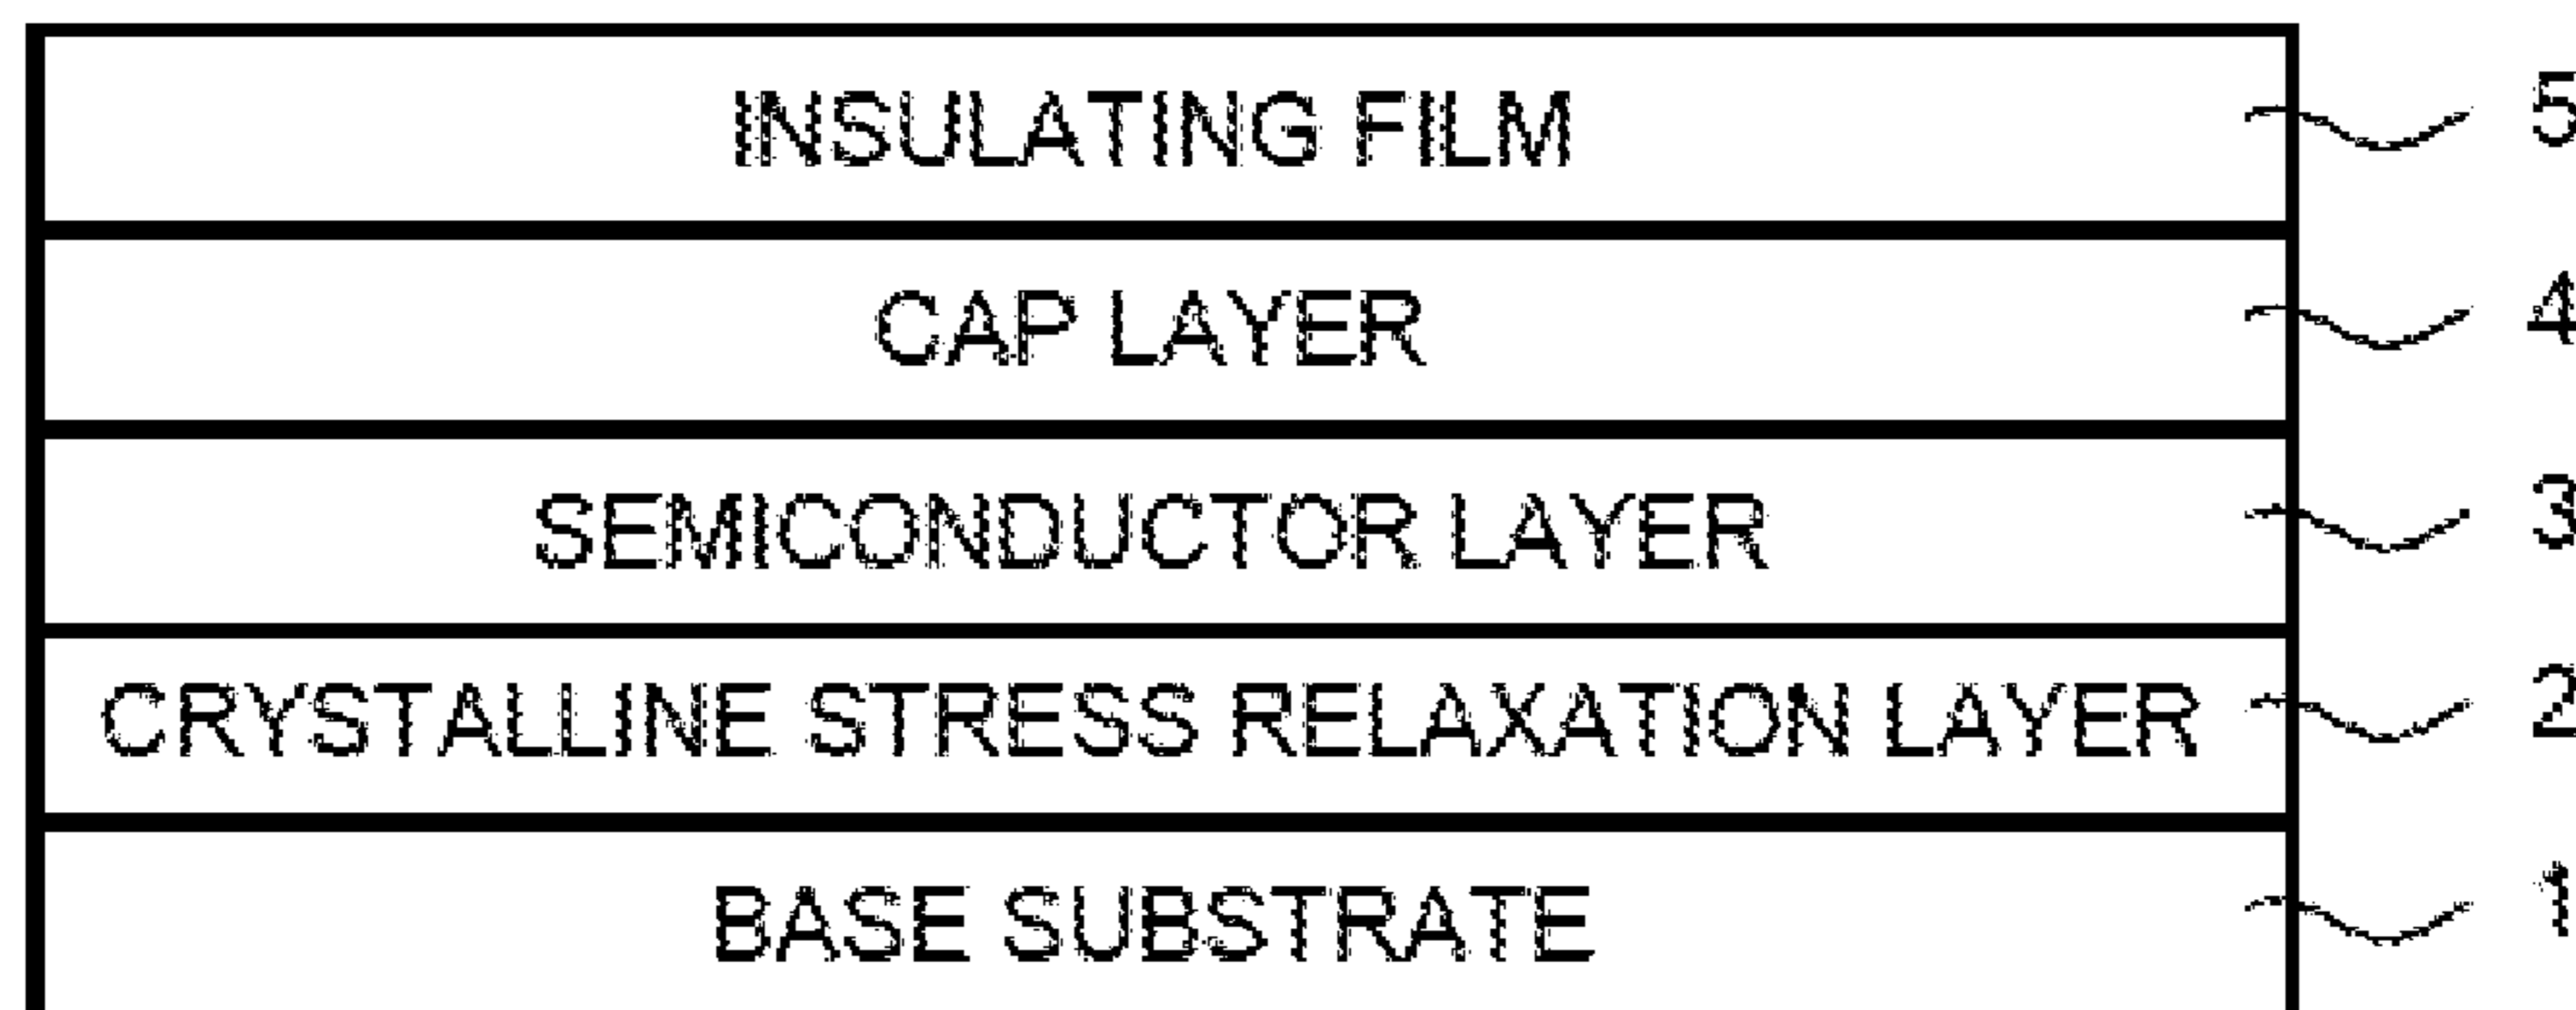 INSULATING FILM 5
CAP LAYER 4
SEMICONDUCTOR LAYER 3
CRYSTALLINE STRESS RELAXATION LAYER 2
BASE SUBSTRATE 1